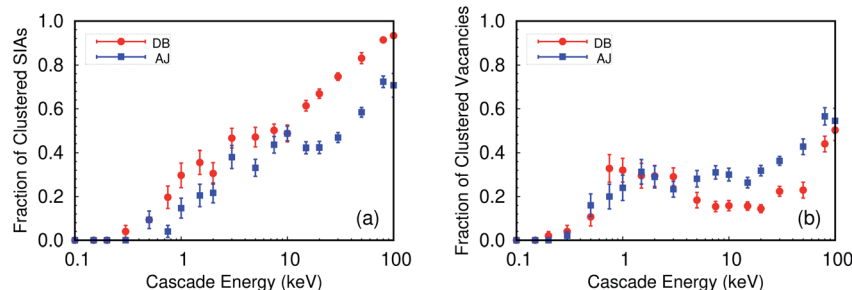 1.0
0.8
0.6
0.4
0.2
0.0
Fraction of Clustered SIAs
DB
AJ
(a)
0.1 1 10 100
Cascade Energy (keV)
1.0
0.8
0.6
0.4
0.2
0.0
Fraction of Clustered Vacancies
DB
AJ
(b)
0.1 1 10 100
Cascade Energy (keV)